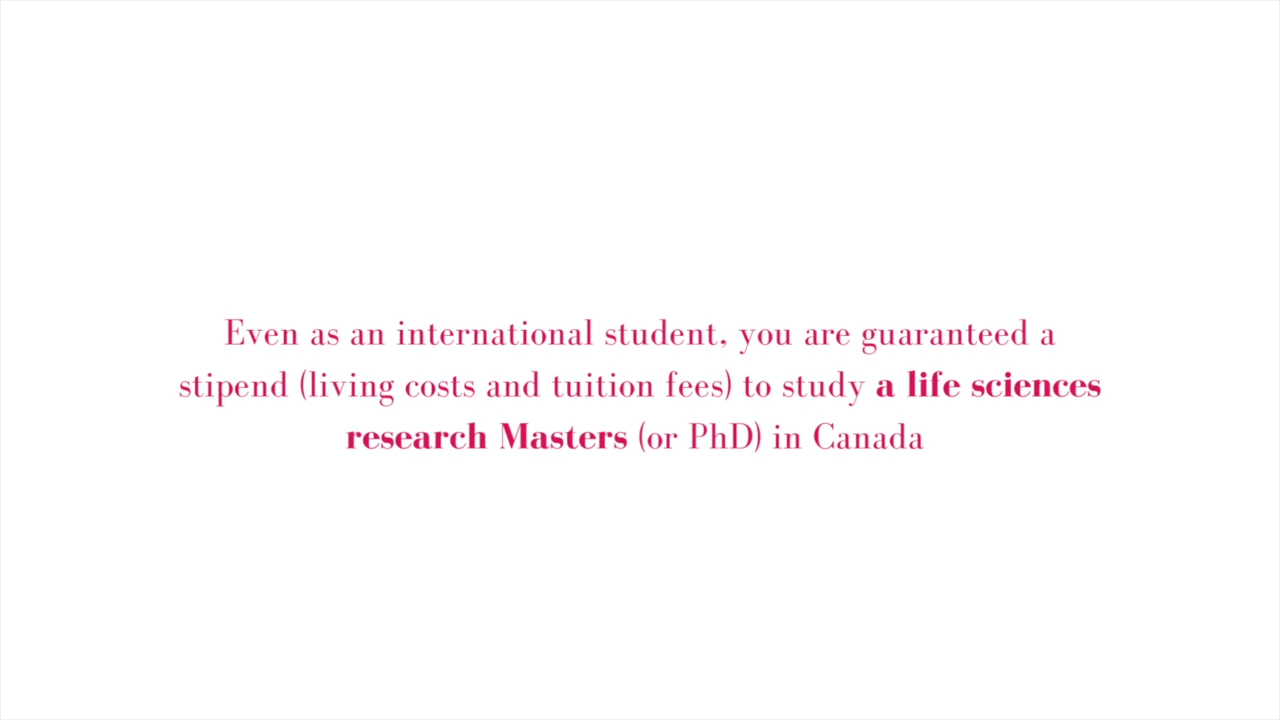 Even as an international student, you are guaranteed a
stipend (living costs and tuition fees) to study a life sciences
research Masters (or PhD) in Canada